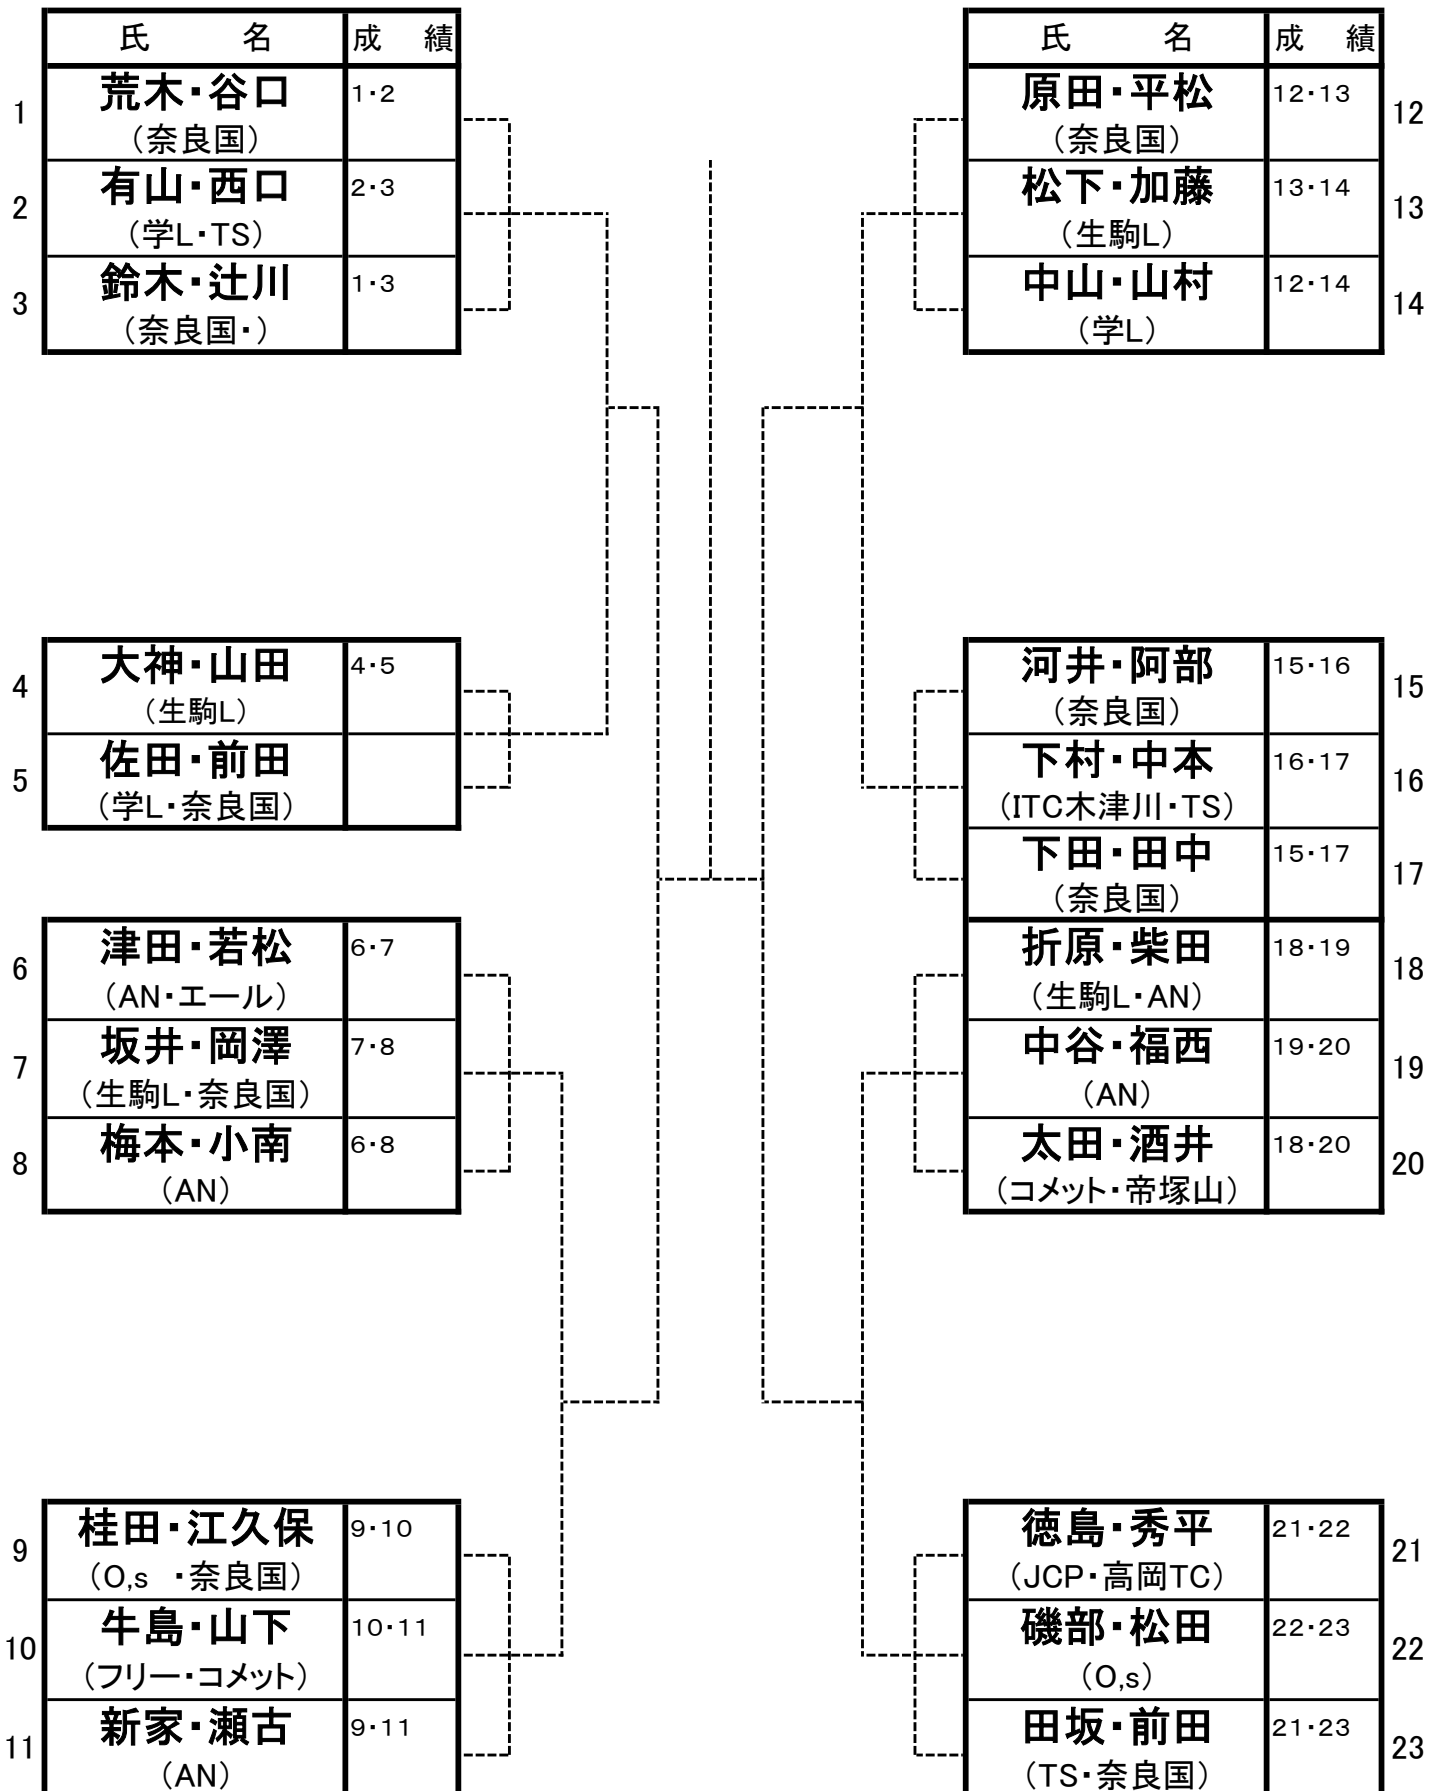 氏　名 成　績
1 荒木・谷口 1・2
（奈良国）
2 有山・西口 2・3
（学L・TS）
3 鈴木・辻川 1・3
（奈良国・）
4 大神・山田 4・5
（生駒L）
5 佐田・前田
（学L・奈良国）
6 津田・若松 6・7
（AN・エール）
7 坂井・岡澤 7・8
（生駒L・奈良国）
8 梅本・小南 6・8
（AN）
9 桂田・江久保 9・10
（O,s　・奈良国）
10 牛島・山下 10・11
（フリー・コメット）
11 新家・瀬古 9・11
（AN）
氏　名 成　績
原田・平松 12・13 12
（奈良国）
松下・加藤 13・14 13
（生駒L）
中山・山村 12・14 14
（学L）
河井・阿部 15・16 15
（奈良国）
下村・中本 16・17 16
（ITC木津川・TS）
下田・田中 15・17 17
（奈良国）
折原・柴田 18・19 18
（生駒L・AN）
中谷・福西 19・20 19
（AN）
太田・酒井 18・20 20
（コメット・帝塚山）
徳島・秀平 21・22 21
（JCP・高岡TC）
磯部・松田 22・23 22
（O,s）
田坂・前田 21・23 23
（TS・奈良国）